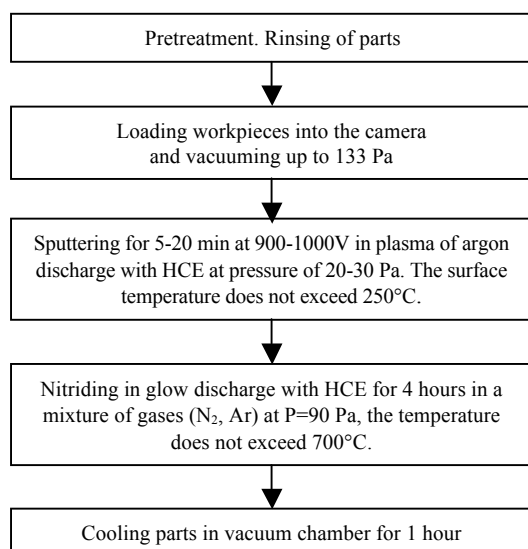 Pretreatment. Rinsing of parts
Loading workpieces into the camera
and vacuuming up to 133 Pa
Sputtering for 5-20 min at 900-1000V in plasma of argon
discharge with HCE at pressure of 20-30 Pa. The surface
temperature does not exceed 250°C.
Nitriding in glow discharge with HCE for 4 hours in a
mixture of gases (N₂, Ar) at P=90 Pa, the temperature
does not exceed 700°C.
Cooling parts in vacuum chamber for 1 hour